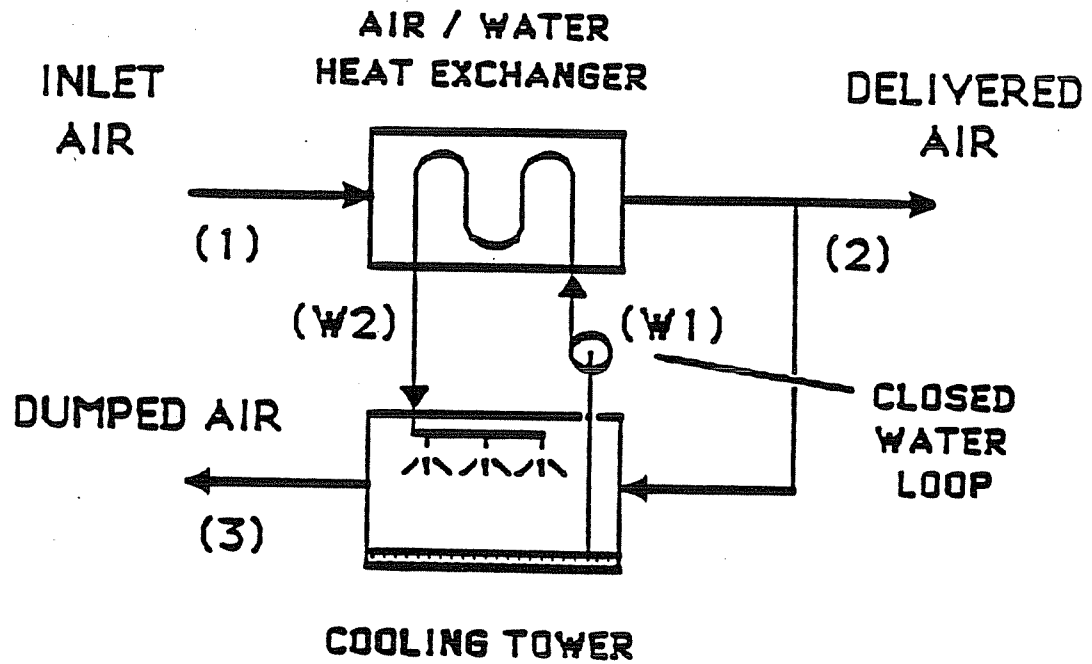 AIR / WATER
HEAT EXCHANGER
INLET
AIR
DELIVERED
AIR
(1)
(2)
(W2)
(W1)
DUMPED AIR
CLOSED
WATER
LOOP
(3)
COOLING TOWER